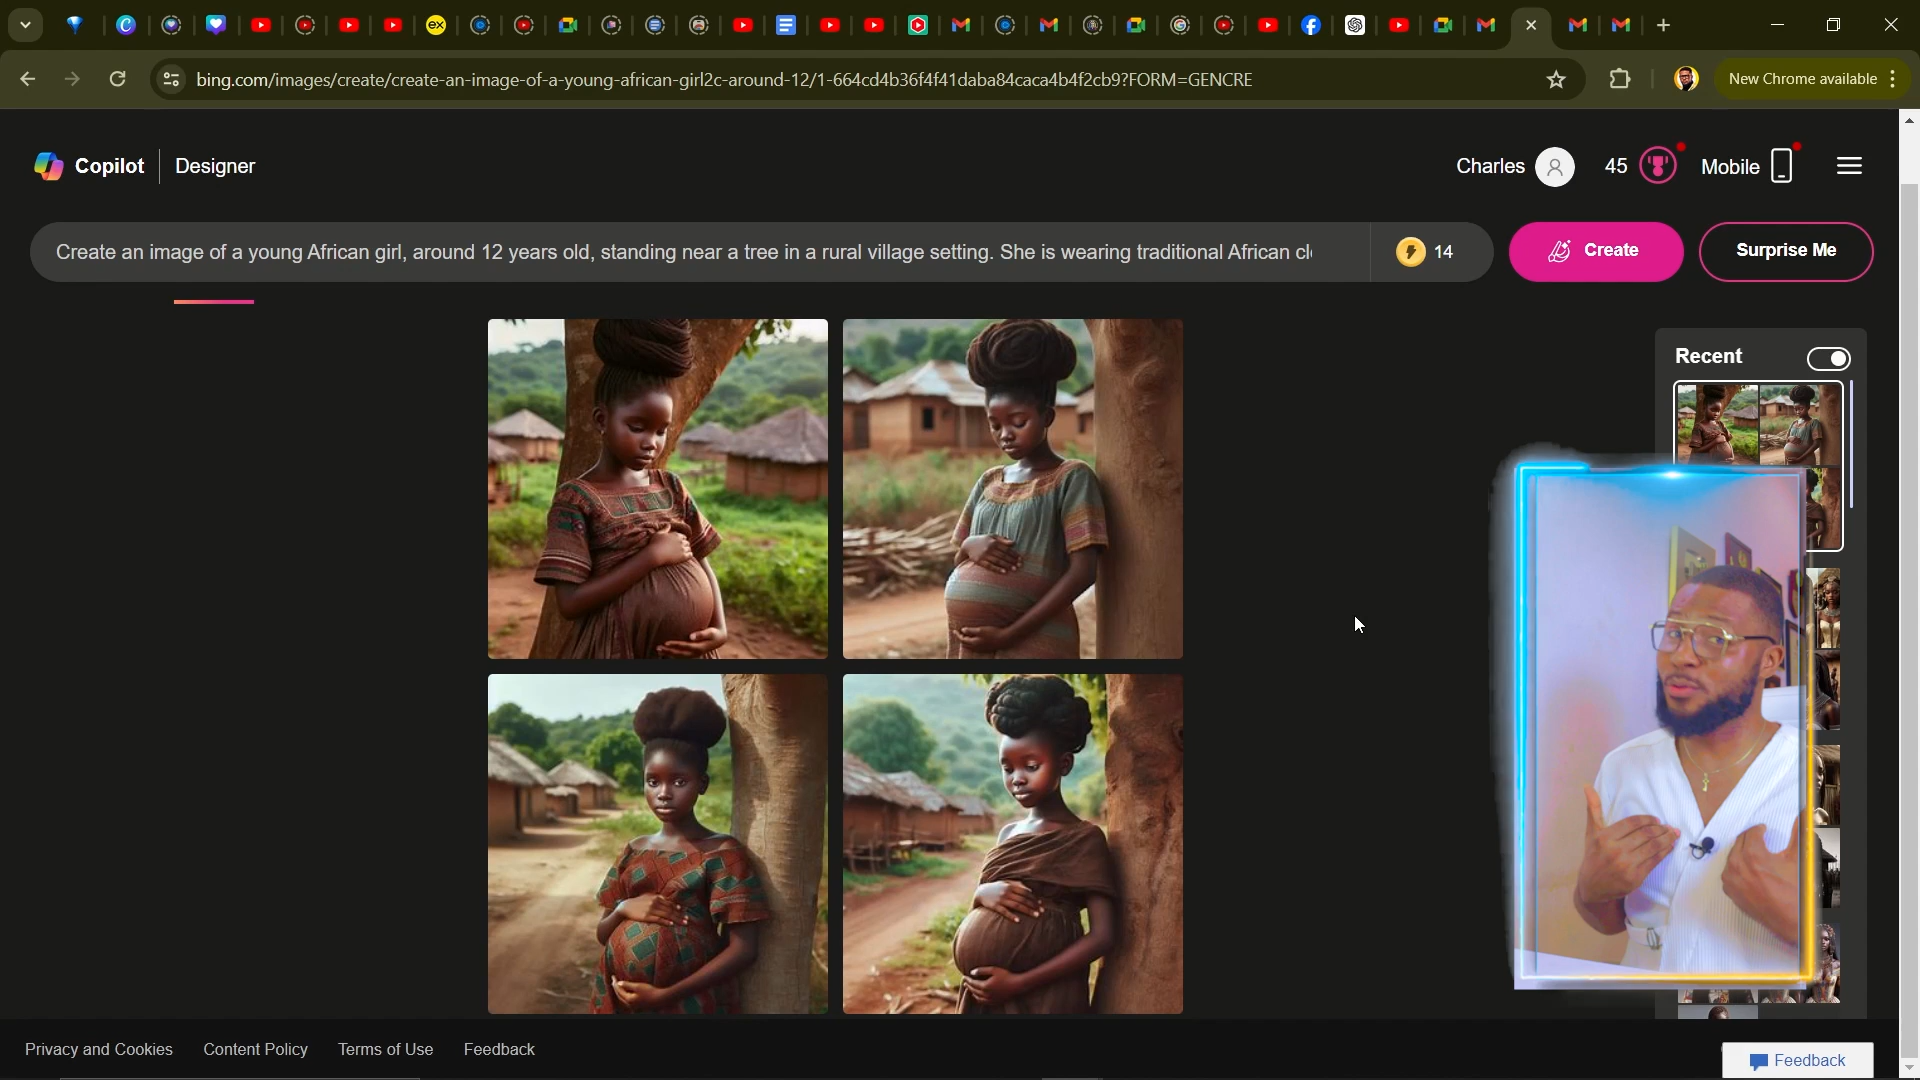 bing.com/images/create/create-an-image-of-a-young-african-girl2c-around-12/1-664cd4b36f4f41daba84caca4b4f2cb9?FORM=GENCRE
New Chrome available
Copilot
Designer
Charles
45
Mobile
Create an image of a young African girl, around 12 years old, standing near a tree in a rural village setting. She is wearing traditional African cl
14
Create
Surprise Me
Recent
Privacy and Cookies
Content Policy
Terms of Use
Feedback
Feedback